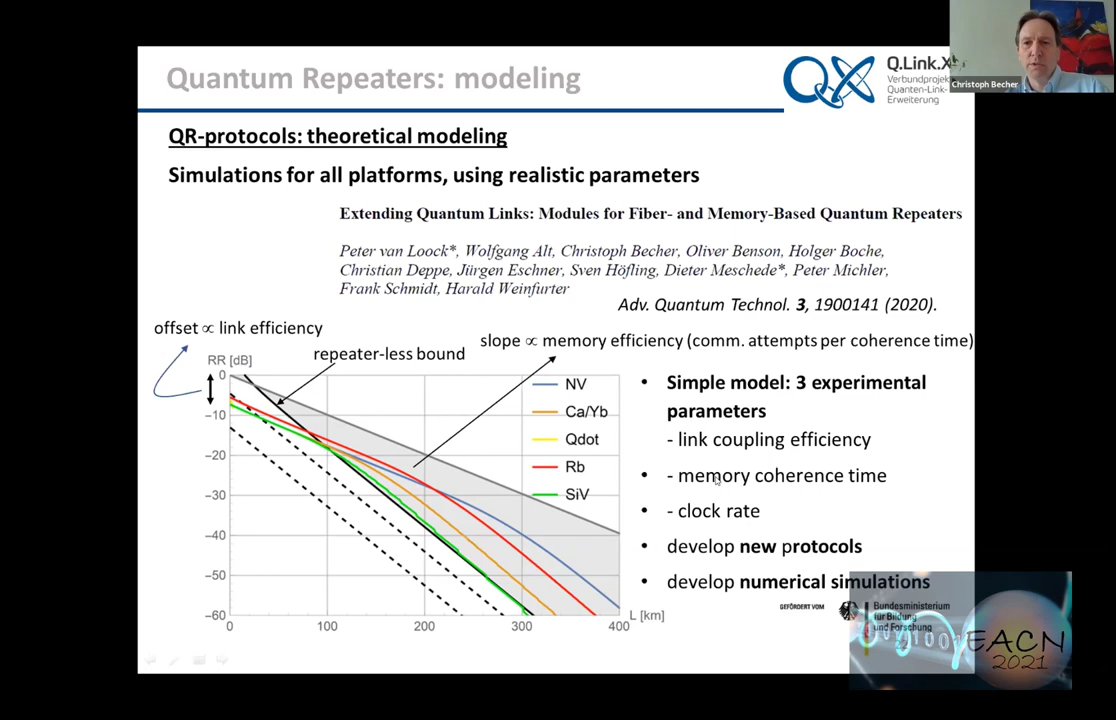 Quantum Repeaters: modeling
Q.Link.X
Verbundprojekt
Quanten-Link-
Erweiterung
Christoph Becher
QR-protocols: theoretical modeling
Simulations for all platforms, using realistic parameters
Extending Quantum Links: Modules for Fiber- and Memory-Based Quantum Repeaters
Peter van Loock*, Wolfgang Alt, Christoph Becher, Oliver Benson, Holger Boche,
Christian Deppe, Jürgen Eschner, Sven Höfling, Dieter Meschede*, Peter Michler,
Frank Schmidt, Harald Weinfurter
Adv. Quantum Technol. 3, 1900141 (2020).
offset ∝ link efficiency
repeater-less bound
slope ∝ memory efficiency (comm. attempts per coherence time)
RR [dB]
0
−10
−20
−30
−40
−50
−60
0
100
200
300
400
L [km]
NV
Ca/Yb
Qdot
Rb
SiV
• Simple model: 3 experimental
parameters
- link coupling efficiency
• - memory coherence time
• - clock rate
• develop new protocols
• develop numerical simulations
GEFÖRDERT VOM
Bundesministerium
für Bildung
und Forschung
EACN
2021